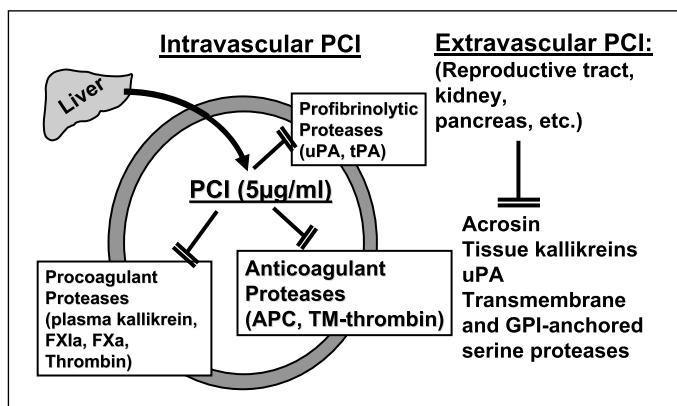 Intravascular PCI
Liver
Profibrinolytic
Proteases
(uPA, tPA)
PCI (5µg/ml)
Procoagulant
Proteases
(plasma kallikrein,
FXIa, FXa,
Thrombin)
Anticoagulant
Proteases
(APC, TM-thrombin)
Extravascular PCI:
(Reproductive tract,
kidney,
pancreas, etc.)
Acrosin
Tissue kallikreins
uPA
Transmembrane
and GPI-anchored
serine proteases